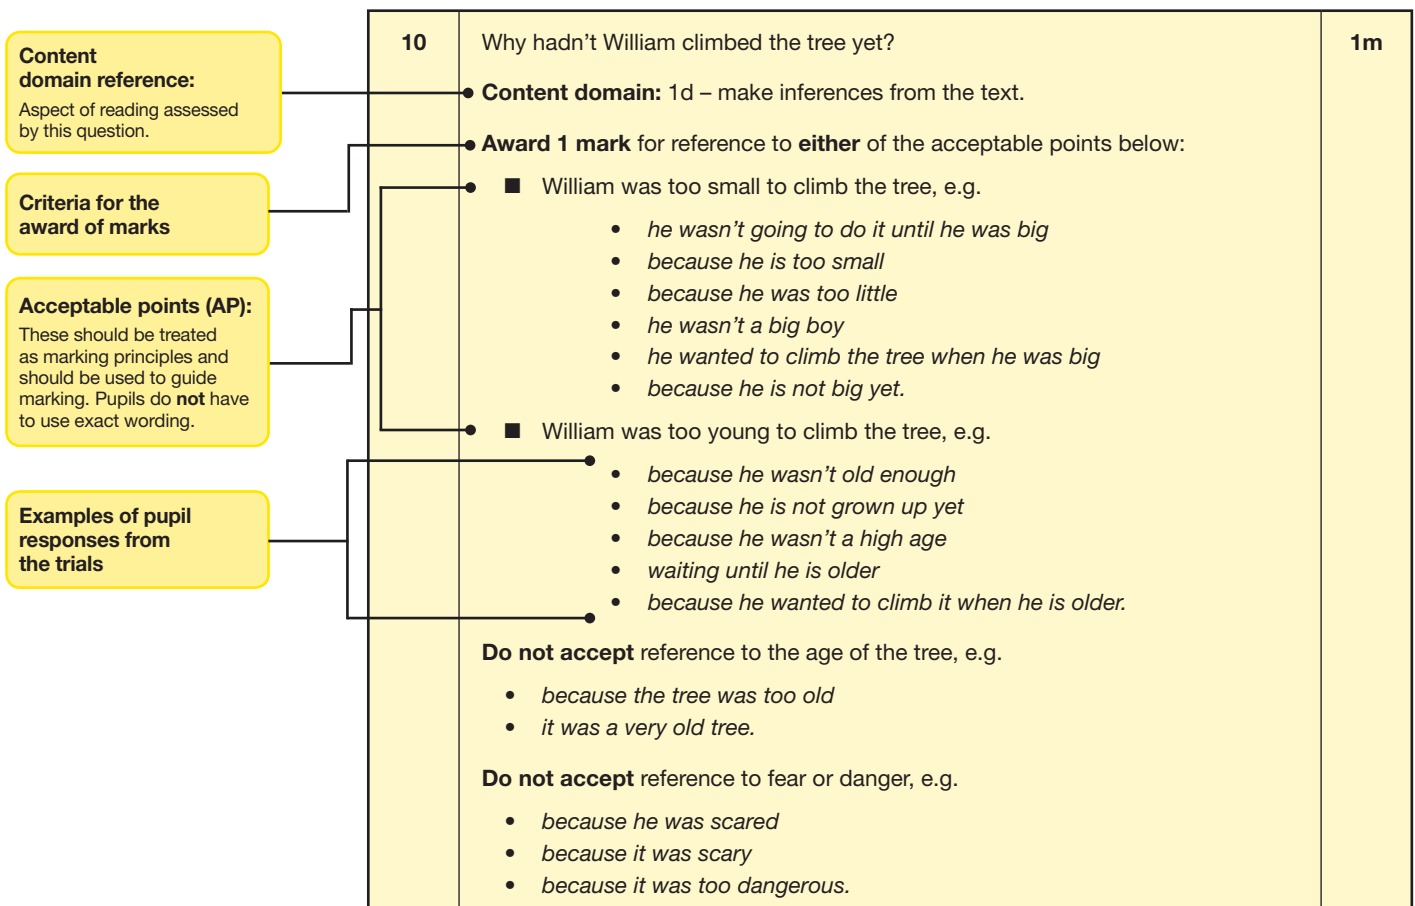 Content
domain reference:
Aspect of reading assessed
by this question.
Criteria for the
award of marks
Acceptable points (AP):
These should be treated
as marking principles and
should be used to guide
marking. Pupils do not have
to use exact wording.
Examples of pupil
responses from
the trials
10 Why hadn’t William climbed the tree yet? 1m
Content domain: 1d – make inferences from the text.
Award 1 mark for reference to either of the acceptable points below:
■ William was too small to climb the tree, e.g.
• he wasn’t going to do it until he was big
• because he is too small
• because he was too little
• he wasn’t a big boy
• he wanted to climb the tree when he was big
• because he is not big yet.
■ William was too young to climb the tree, e.g.
• because he wasn’t old enough
• because he is not grown up yet
• because he wasn’t a high age
• waiting until he is older
• because he wanted to climb it when he is older.
Do not accept reference to the age of the tree, e.g.
• because the tree was too old
• it was a very old tree.
Do not accept reference to fear or danger, e.g.
• because he was scared
• because it was scary
• because it was too dangerous.